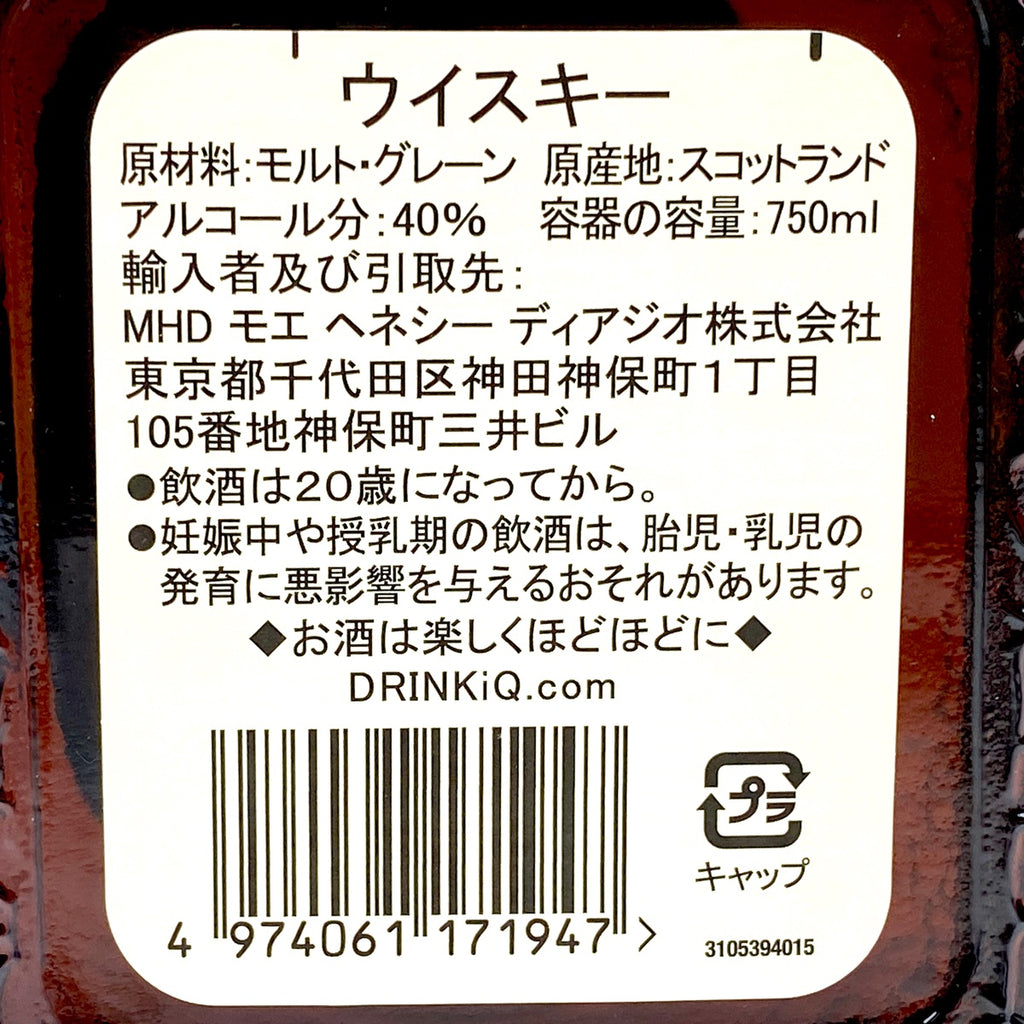 ウイスキー
原材料:モルト・グレーン 原産地:スコットランド
アルコール分:40% 容器の容量:750ml
輸入者及び引取先:
MHD モエ ヘネシー ディアジオ株式会社
東京都千代田区神田神保町1丁目
105番地神保町三井ビル
●飲酒は20歳になってから。
●妊娠中や授乳期の飲酒は、胎児・乳児の
発育に悪影響を与えるおそれがあります。
◆お酒は楽しくほどほどに◆
DRINKiQ.com
プラ
キャップ
4 974061 171947 >
3105394015